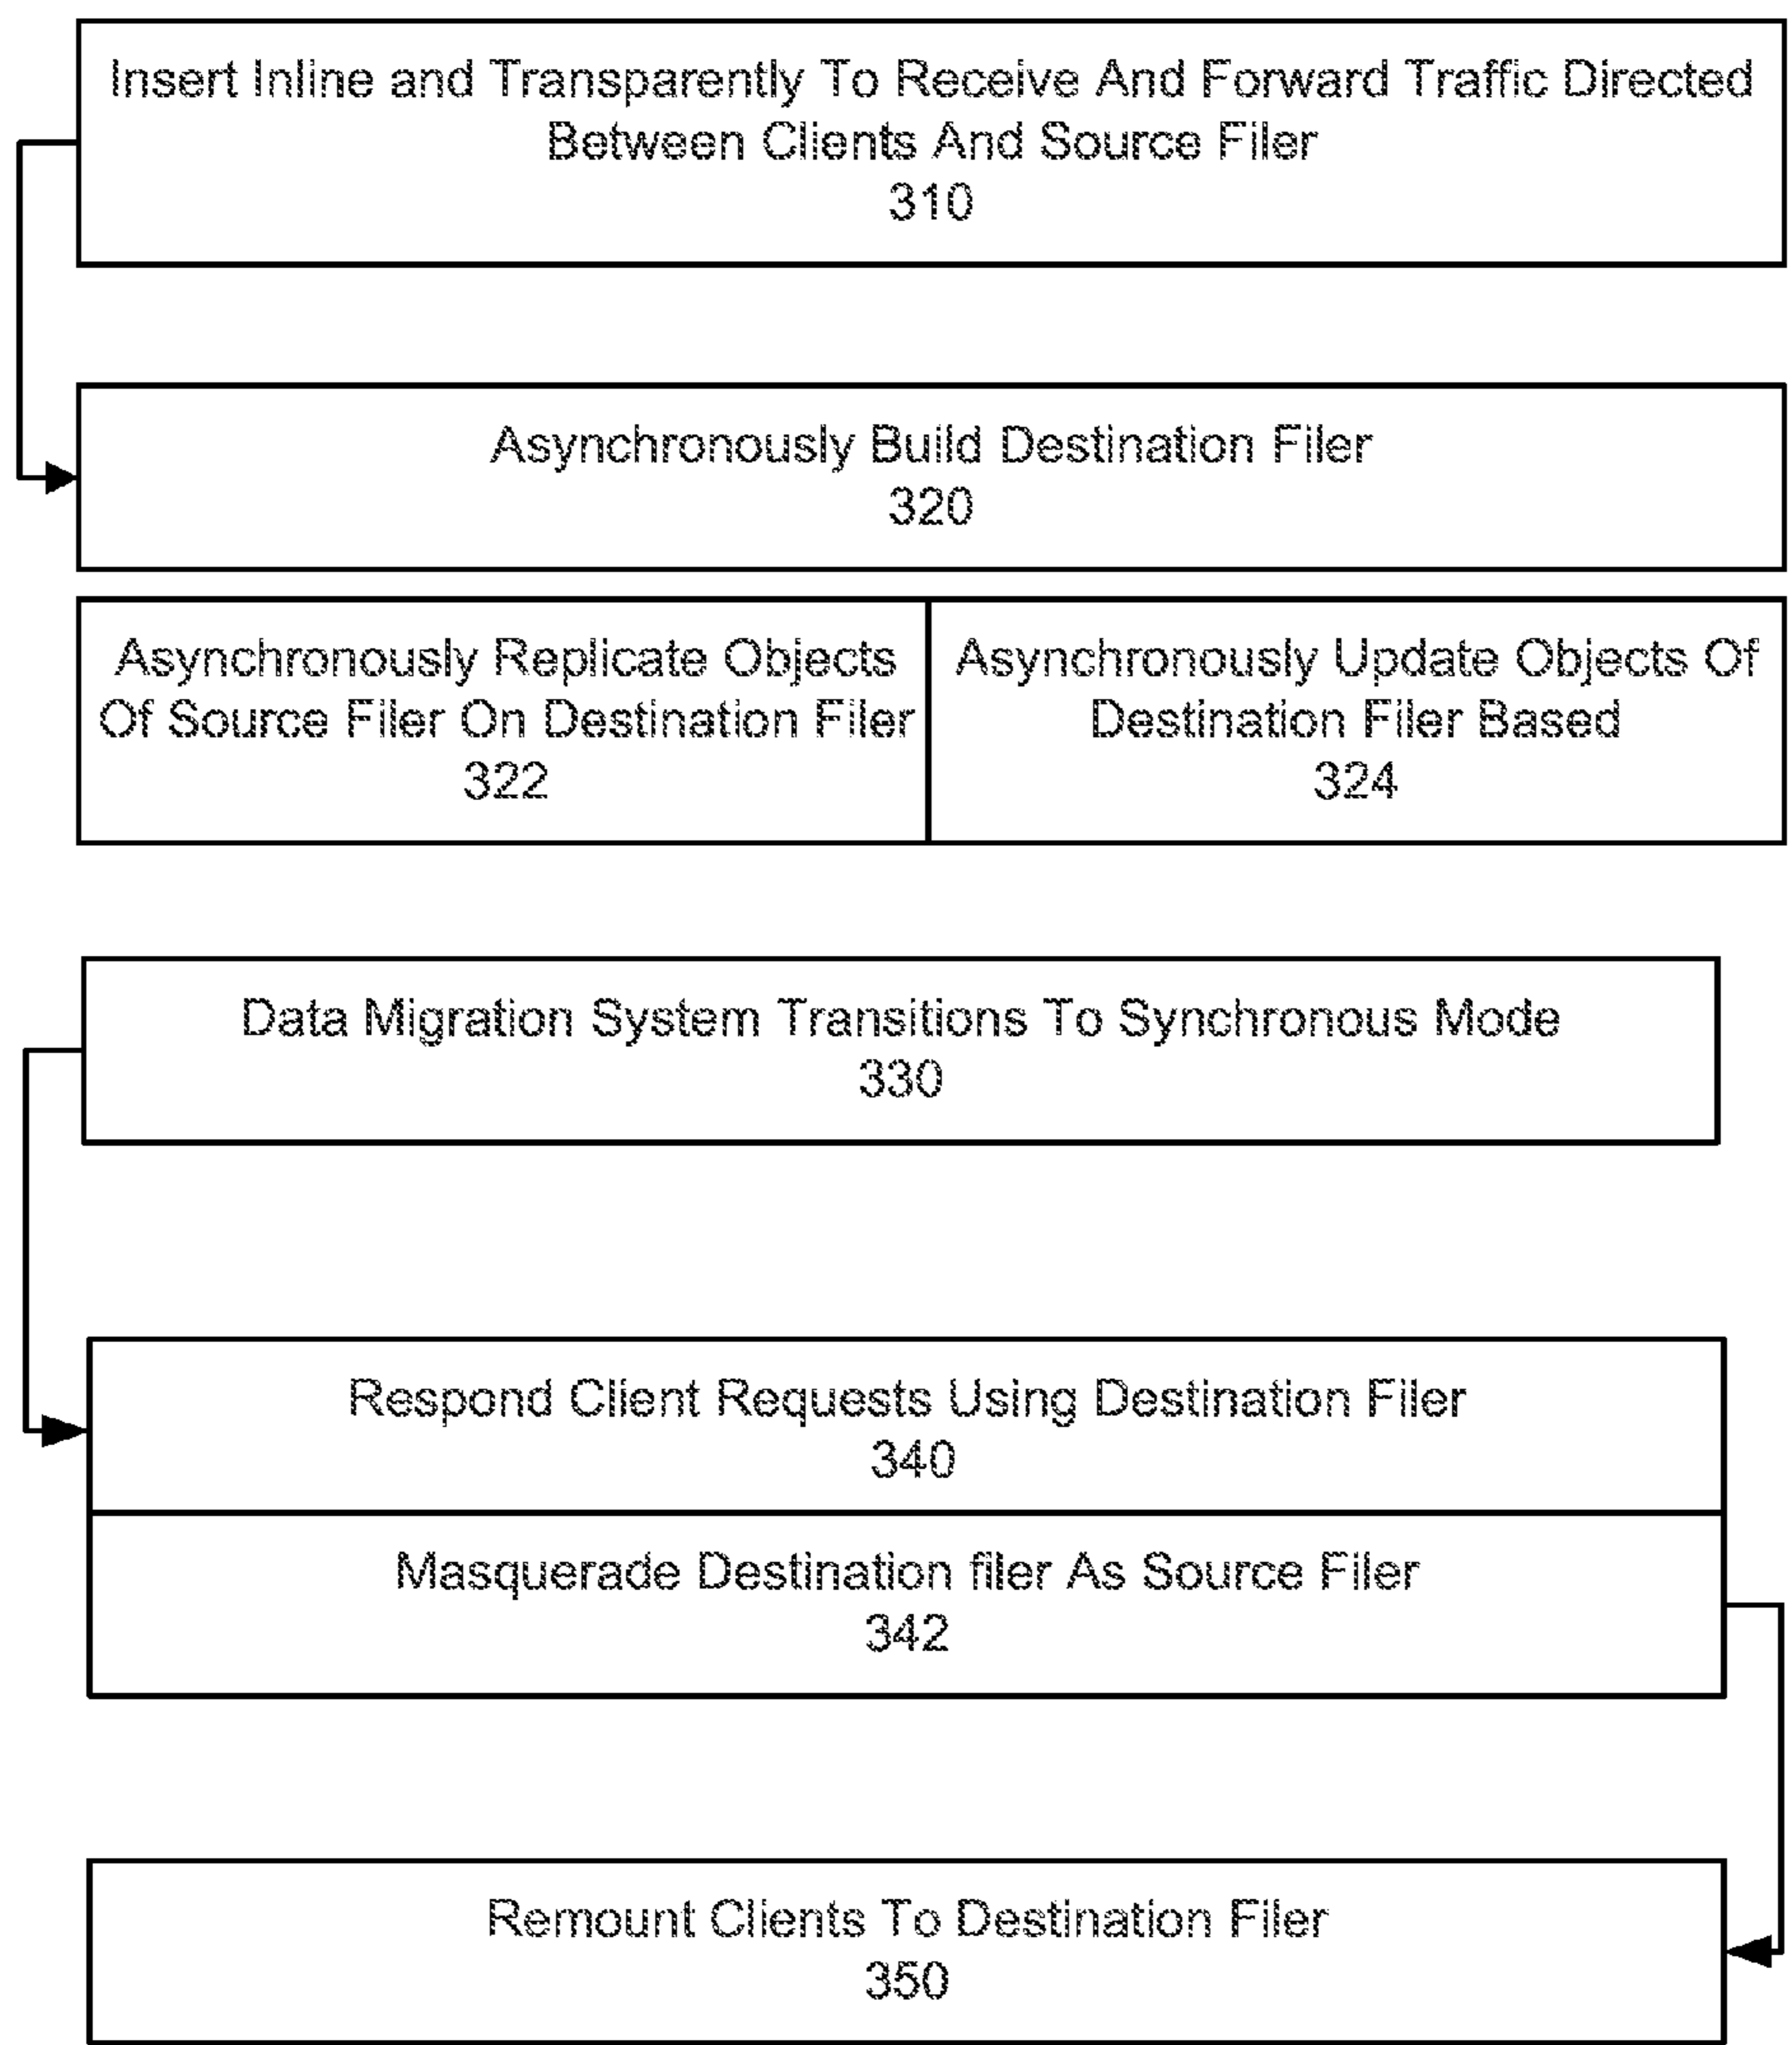 Insert Inline and Transparently To Receive And Forward Traffic Directed
Between Clients And Source Filer
310
Asynchronously Build Destination Filer
320
Asynchronously Replicate Objects
Of Source Filer On Destination Filer
322
Asynchronously Update Objects Of
Destination Filer Based
324
Data Migration System Transitions To Synchronous Mode
330
Respond Client Requests Using Destination Filer
340
Masquerade Destination filer As Source Filer
342
Remount Clients To Destination Filer
350